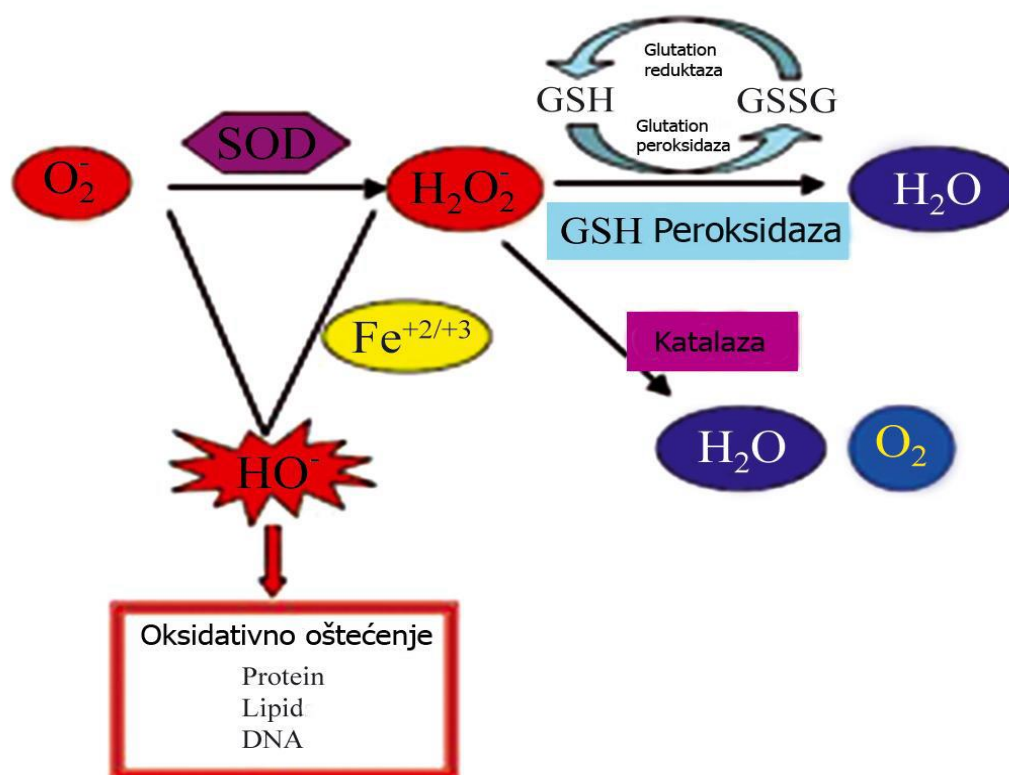 Glutation
reduktaza
GSH
GSSG
Glutation
peroksidaza
SOD
O₂⁻
H₂O₂⁻
H₂O
GSH Peroksidaza
Fe⁺²/⁺³
Katalaza
H₂O
O₂
HO⁻
Oksidativno oštećenje
Protein
Lipid
DNA